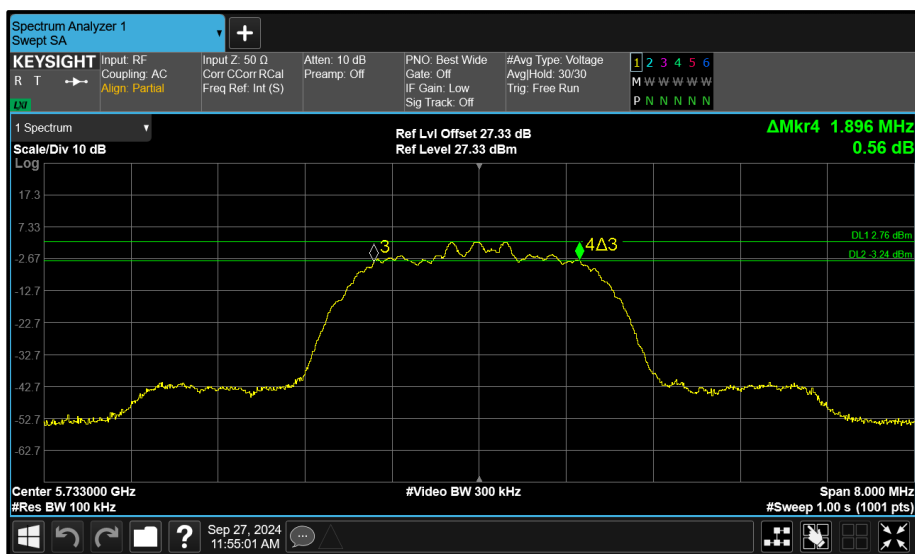 Spectrum Analyzer 1
Swept SA
KEYSIGHT
R T
LXI
Input: RF
Coupling: AC
Align: Partial
Input Z: 50 Ω
Corr CCorr RCal
Freq Ref: Int (S)
Atten: 10 dB
Preamp: Off
PNO: Best Wide
Gate: Off
IF Gain: Low
Sig Track: Off
#Avg Type: Voltage
Avg|Hold: 30/30
Trig: Free Run
1 2 3 4 5 6
M W W W W W
P N N N N N
1 Spectrum
Scale/Div 10 dB
Ref Lvl Offset 27.33 dB
Ref Level 27.33 dBm
ΔMkr4 1.896 MHz
0.56 dB
Log
17.3
7.33
-2.67
-12.7
-22.7
-32.7
-42.7
-52.7
-62.7
3
4Δ3
DL1 2.76 dBm
DL2 -3.24 dBm
Center 5.733000 GHz
#Res BW 100 kHz
#Video BW 300 kHz
Span 8.000 MHz
#Sweep 1.00 s (1001 pts)
?
Sep 27, 2024
11:55:01 AM